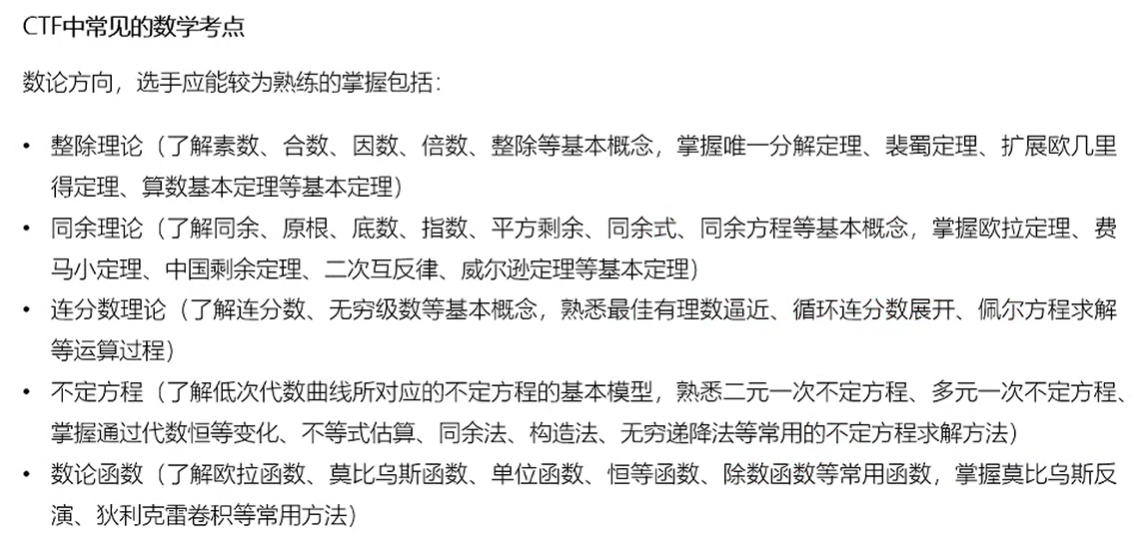 CTF中常见的数学考点
数论方向，选手应能较为熟练的掌握包括：
• 整除理论（了解素数、合数、因数、倍数、整除等基本概念，掌握唯一分解定理、裴蜀定理、扩展欧几里
得定理、算数基本定理等基本定理）
• 同余理论（了解同余、原根、底数、指数、平方剩余、同余式、同余方程等基本概念，掌握欧拉定理、费
马小定理、中国剩余定理、二次互反律、威尔逊定理等基本定理）
• 连分数理论（了解连分数、无穷级数等基本概念，熟悉最佳有理数逼近、循环连分数展开、佩尔方程求解
等运算过程）
• 不定方程（了解低次代数曲线所对应的不定方程的基本模型，熟悉二元一次不定方程、多元一次不定方程、
掌握通过代数恒等变化、不等式估算、同余法、构造法、无穷递降法等常用的不定方程求解方法）
• 数论函数（了解欧拉函数、莫比乌斯函数、单位函数、恒等函数、除数函数等常用函数，掌握莫比乌斯反
演、狄利克雷卷积等常用方法）